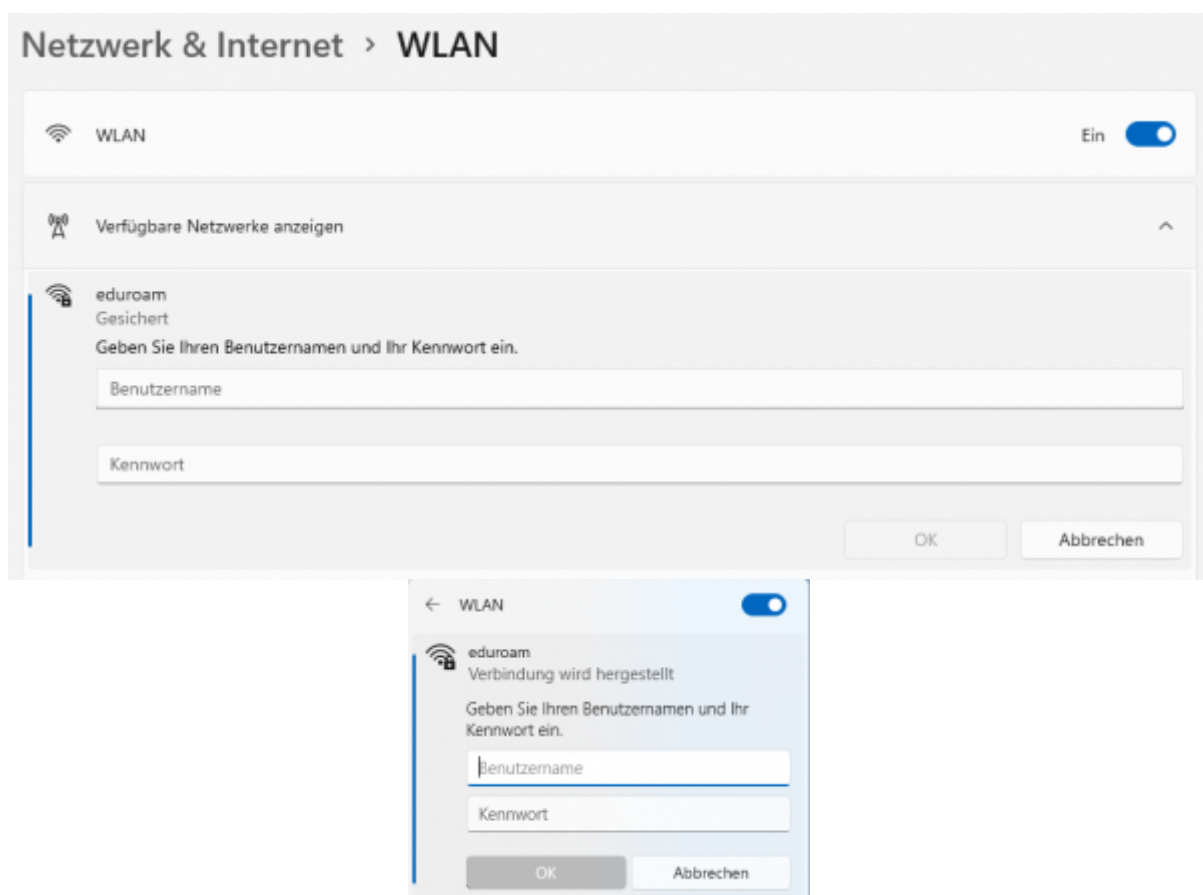 Netzwerk & Internet > WLAN
WLAN
Ein
Verfügbare Netzwerke anzeigen
eduroam
Gesichert
Geben Sie Ihren Benutzernamen und Ihr Kennwort ein.
Benutzername
Kennwort
OK
Abbrechen
WLAN
eduroam
Verbindung wird hergestellt
Geben Sie Ihren Benutzernamen und Ihr
Kennwort ein.
Benutzername
Kennwort
OK
Abbrechen